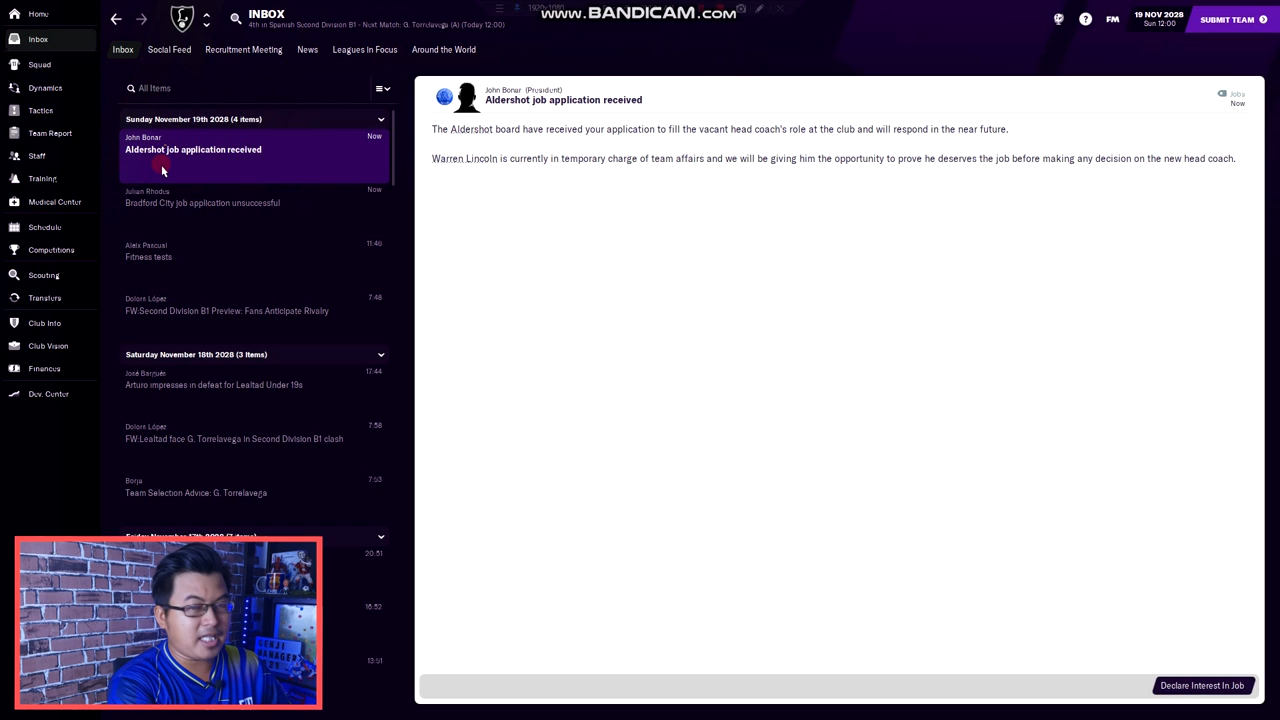 WWW.BANDICAM.COM
1920x1080
INBOX
4th in Spanish Second Division B1 - Next Match: G. Torrelavega (A) (Today 12:00)
FM
19 NOV 2028
Sun 12:00
SUBMIT TEAM
Inbox
Social Feed
Recruitment Meeting
News
Leagues in Focus
Around the World
Home
Inbox
Squad
Dynamics
Tactics
Team Report
Staff
Training
Medical Center
Schedule
Competitions
Scouting
Transfers
Club Info
Club Vision
Finances
Dev. Center
All Items
Sunday November 19th 2028 (4 items)
John Bonar Now
Aldershot job application received
Julian Rhodes Now
Bradford City job application unsuccessful
Aleix Pascual 11:46
Fitness tests
Dolors López 7:48
FW:Second Division B1 Preview: Fans Anticipate Rivalry
Saturday November 18th 2028 (3 items)
José Bargués 17:44
Arturo impresses in defeat for Lealtad Under 19s
Dolors López 7:58
FW:Lealtad face G. Torrelavega in Second Division B1 clash
Borja 7:53
Team Selection Advice: G. Torrelavega
Friday November 17th 2028 (7 items)
20:51
16:52
13:51
John Bonar (President)
Aldershot job application received
Jobs
Now
The Aldershot board have received your application to fill the vacant head coach's role at the club and will respond in the near future.
Warren Lincoln is currently in temporary charge of team affairs and we will be giving him the opportunity to prove he deserves the job before making any decision on the new head coach.
Declare Interest In Job